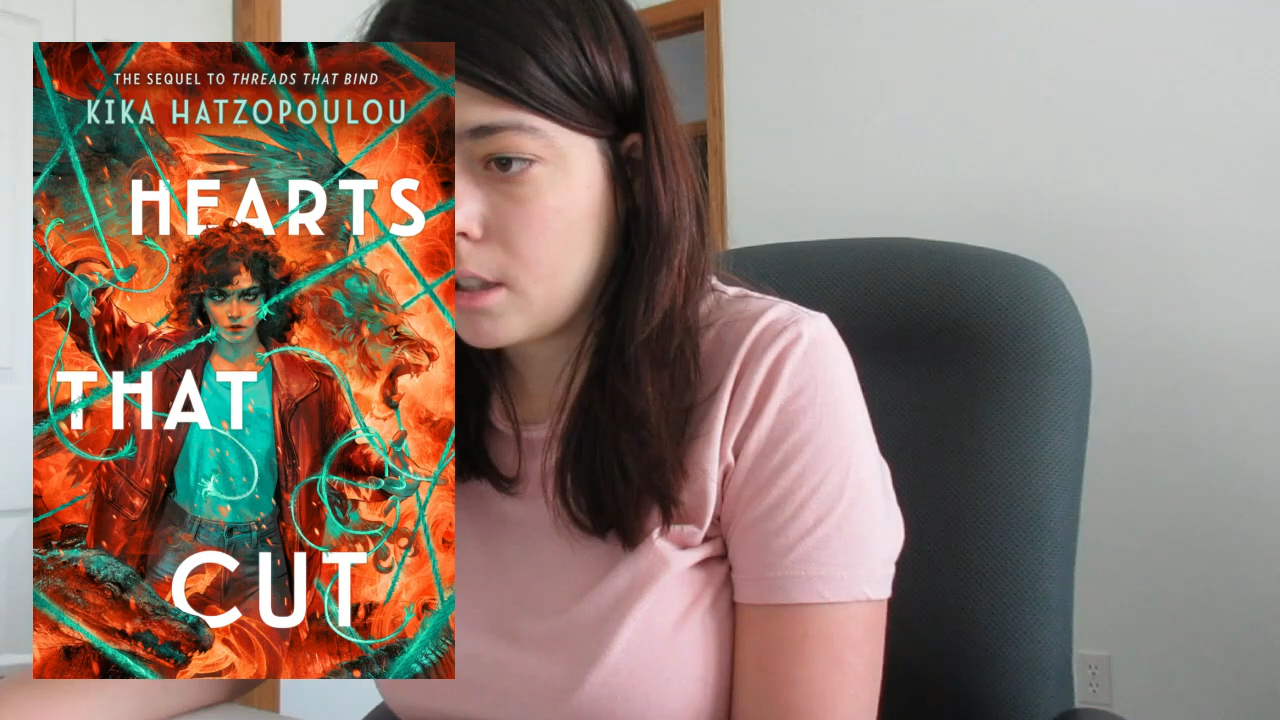 THE SEQUEL TO THREADS THAT BIND
KIKA HATZOPOULOU
HEARTS
THAT
CUT